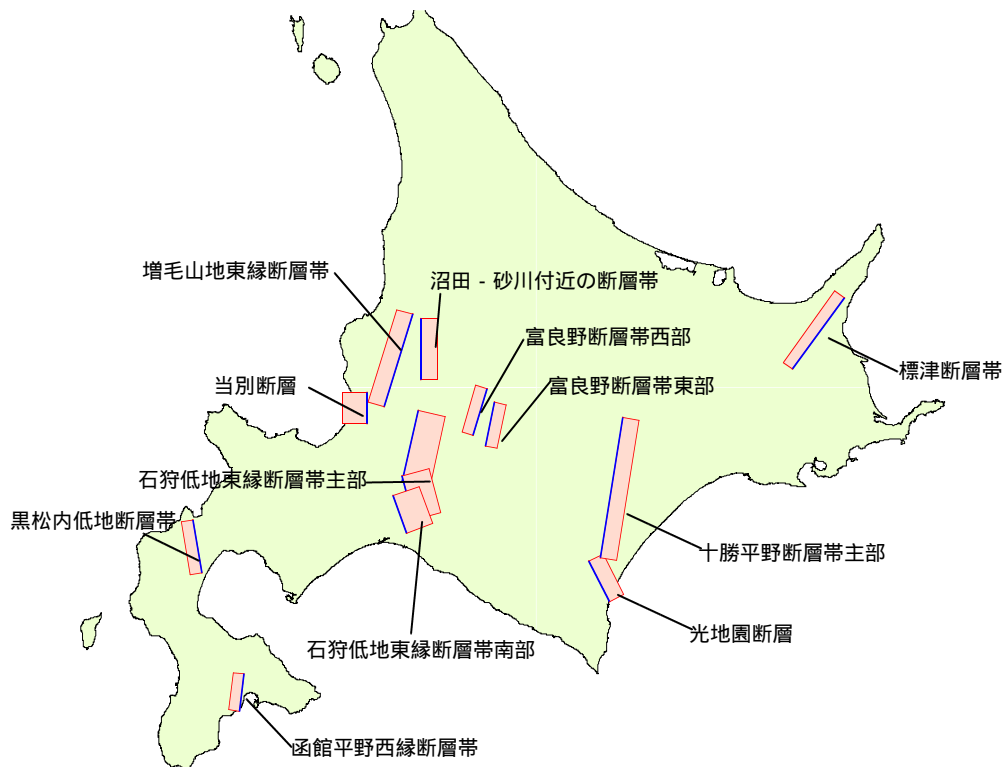 増毛山地東縁断層帯
沼田 - 砂川付近の断層帯
富良野断層帯西部
標津断層帯
当別断層
富良野断層帯東部
石狩低地東縁断層帯主部
黒松内低地断層帯
十勝平野断層帯主部
光地園断層
石狩低地東縁断層帯南部
函館平野西縁断層帯